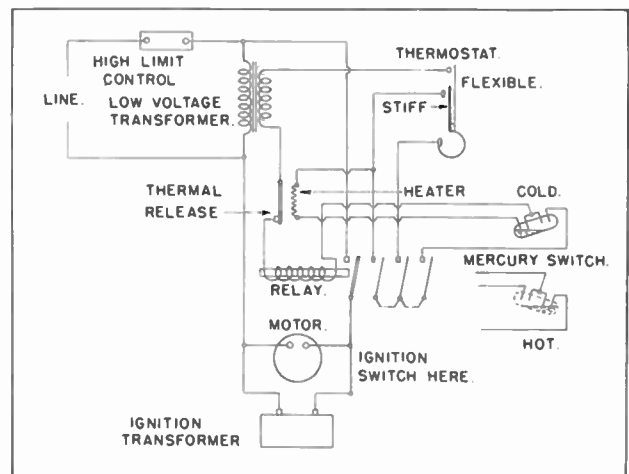 HIGH LIMIT
CONTROL
LINE.
LOW VOLTAGE
TRANSFORMER.
THERMOSTAT.
FLEXIBLE.
STIFF
THERMAL
RELEASE
HEATER
COLD.
MERCURY SWITCH.
RELAY.
HOT.
MOTOR.
IGNITION
SWITCH HERE.
IGNITION
TRANSFORMER